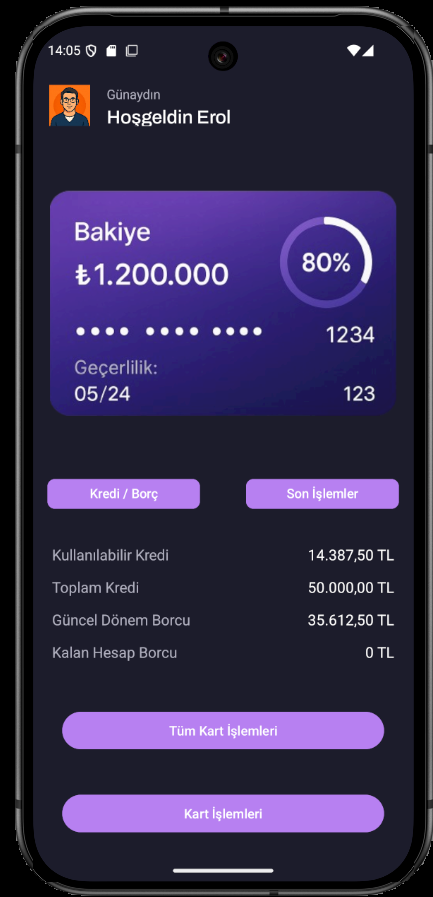 14:05
Günaydın
Hoşgeldin Erol
Bakiye
₺1.200.000
80%
•••• •••• •••• 1234
Geçerlilik:
05/24 123
Kredi / Borç Son İşlemler
Kullanılabilir Kredi 14.387,50 TL
Toplam Kredi 50.000,00 TL
Güncel Dönem Borcu 35.612,50 TL
Kalan Hesap Borcu 0 TL
Tüm Kart İşlemleri
Kart İşlemleri